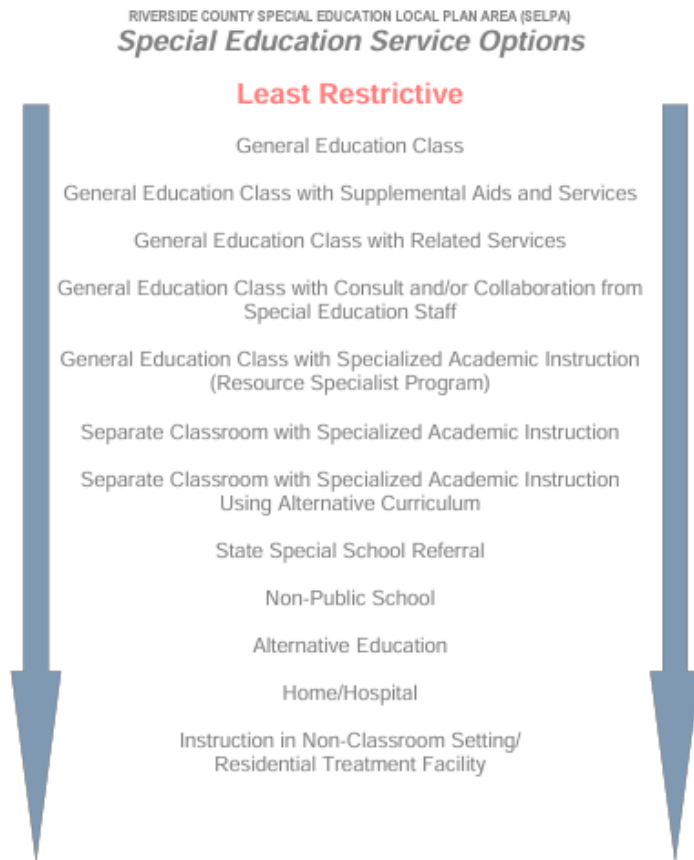 RIVERSIDE COUNTY SPECIAL EDUCATION LOCAL PLAN AREA (SELPA)
Special Education Service Options
Least Restrictive
General Education Class
General Education Class with Supplemental Aids and Services
General Education Class with Related Services
General Education Class with Consult and/or Collaboration from
Special Education Staff
General Education Class with Specialized Academic Instruction
(Resource Specialist Program)
Separate Classroom with Specialized Academic Instruction
Separate Classroom with Specialized Academic Instruction
Using Alternative Curriculum
State Special School Referral
Non-Public School
Alternative Education
Home/Hospital
Instruction in Non-Classroom Setting/
Residential Treatment Facility